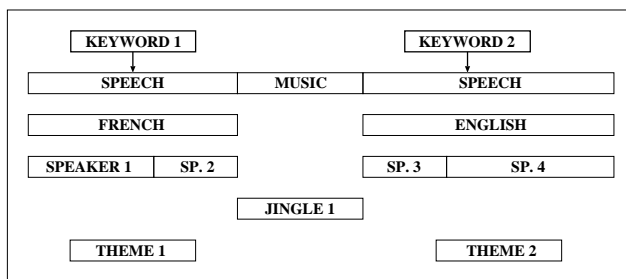 KEYWORD 1 KEYWORD 2
SPEECH MUSIC SPEECH
FRENCH ENGLISH
SPEAKER 1 SP. 2 SP. 3 SP. 4
JINGLE 1
THEME 1 THEME 2